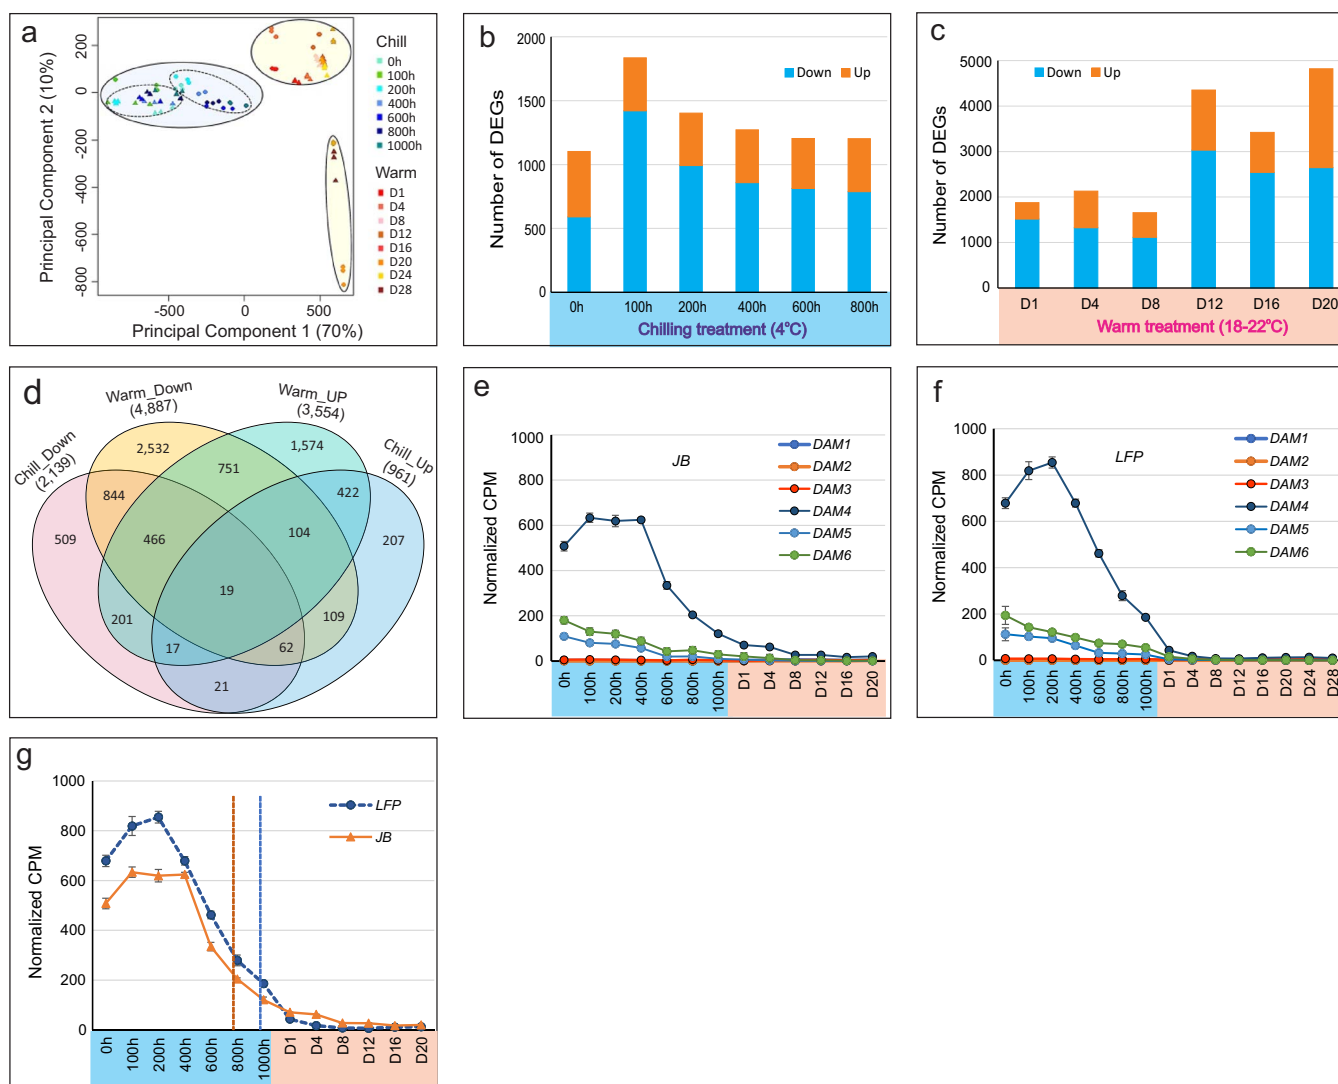 a
Principal Component 2 (10%)
200
0
-200
-400
-600
-800
-500
0
500
Principal Component 1 (70%)
Chill
0h
100h
200h
400h
600h
800h
1000h
Warm
D1
D4
D8
D12
D16
D20
D24
D28
b
Number of DEGs
2000
1500
1000
500
0
Down Up
0h 100h 200h 400h 600h 800h
Chilling treatment (4°C)
c
Number of DEGs
5000
4000
3000
2000
1000
0
Down Up
D1 D4 D8 D12 D16 D20
Warm treatment (18-22°C)
d
Chill_Down
(2,139)
Warm_Down
(4,887)
Warm_UP
(3,554)
Chill_Up
(961)
2,532
1,574
751
844
422
509
466
104
207
19
201
109
17
62
21
e
JB
Normalized CPM
1000
800
600
400
200
0
DAM1
DAM2
DAM3
DAM4
DAM5
DAM6
0h 100h 200h 400h 600h 800h 1000h D1 D4 D8 D12 D16 D20
f
LFP
Normalized CPM
1000
800
600
400
200
0
DAM1
DAM2
DAM3
DAM4
DAM5
DAM6
0h 100h 200h 400h 600h 800h 1000h D1 D4 D8 D12 D16 D20 D24 D28
g
Normalized CPM
1000
800
600
400
200
0
LFP
JB
0h 100h 200h 400h 600h 800h 1000h D1 D4 D8 D12 D16 D20